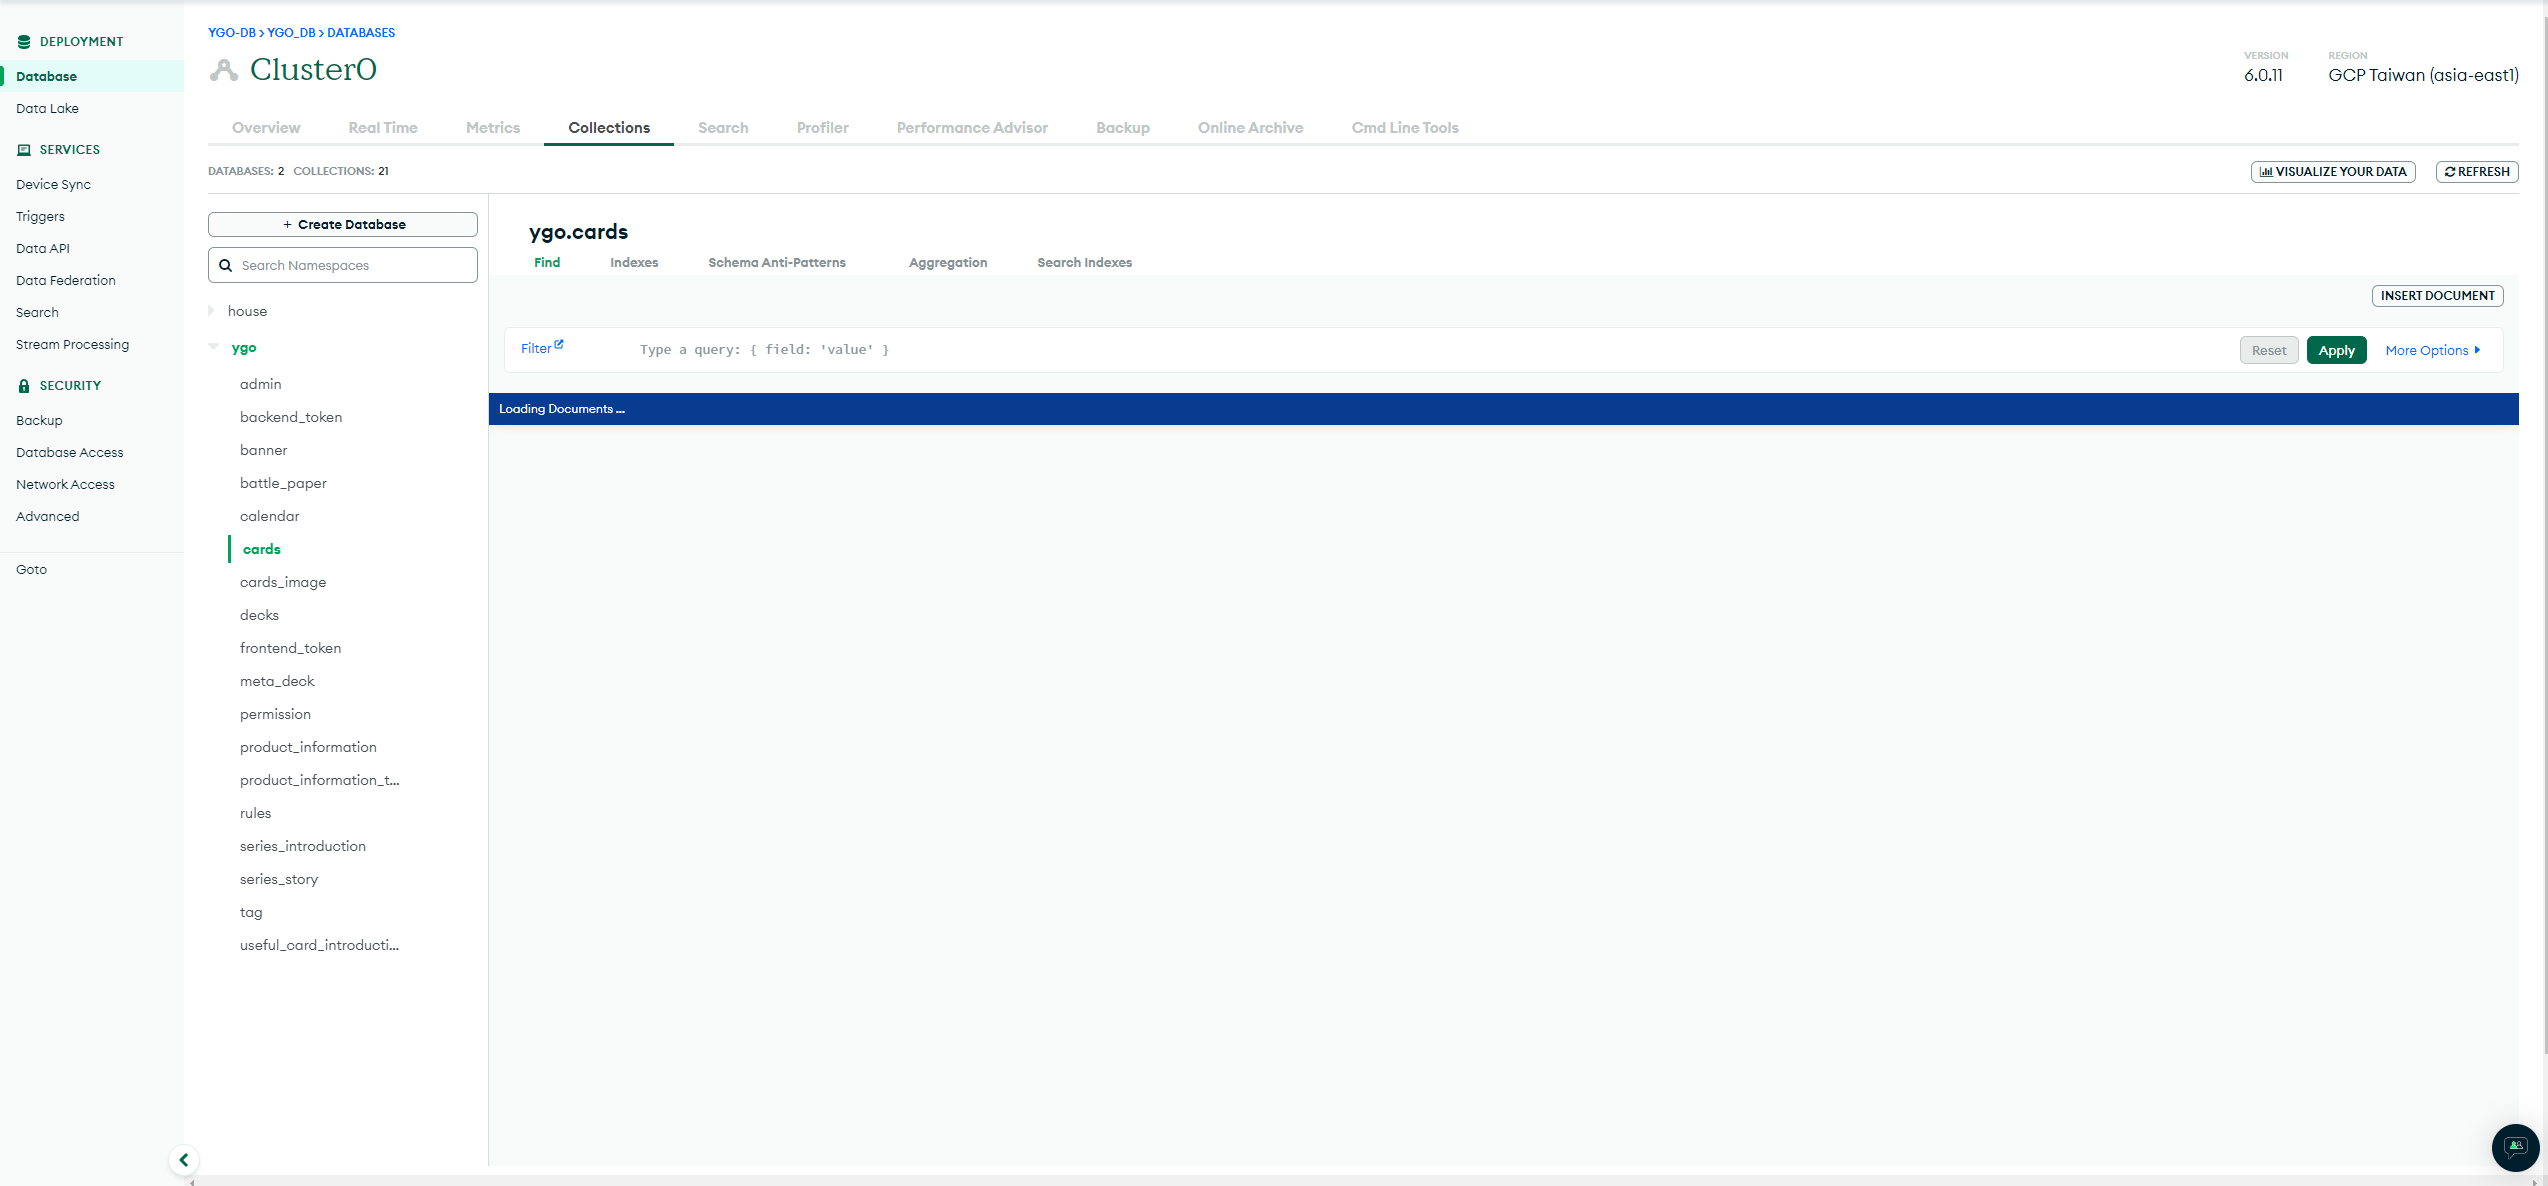 DEPLOYMENT
Database
Data Lake
SERVICES
Device Sync
Triggers
Data API
Data Federation
Search
Stream Processing
SECURITY
Backup
Database Access
Network Access
Advanced
Goto
YGO-DB > YGO_DB > DATABASES
Cluster0
VERSION
6.0.11
REGION
GCP Taiwan (asia-east1)
Overview Real Time Metrics Collections Search Profiler Performance Advisor Backup Online Archive Cmd Line Tools
DATABASES: 2 COLLECTIONS: 21
VISUALIZE YOUR DATA
REFRESH
+ Create Database
Search Namespaces
house
ygo
admin
backend_token
banner
battle_paper
calendar
cards
cards_image
decks
frontend_token
meta_deck
permission
product_information
product_information_t...
rules
series_introduction
series_story
tag
useful_card_introducti...
ygo.cards
Find Indexes Schema Anti-Patterns Aggregation Search Indexes
INSERT DOCUMENT
Filter Type a query: { field: 'value' }
Reset Apply More Options
Loading Documents ...